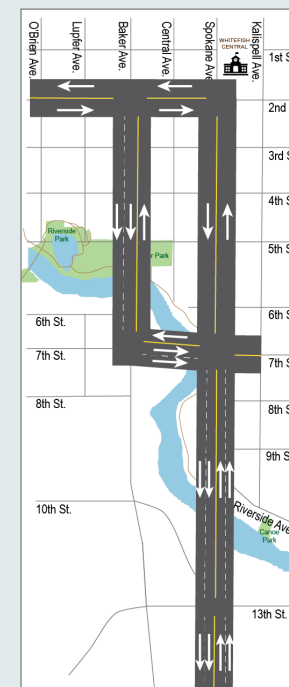 O'Brien Ave.
Lupfer Ave.
Baker Ave.
Central Ave.
Spokane Ave
Kalispell Ave.
WHITEFISH
CENTRAL
1st S
2nd
3rd S
4th S
Riverside
Park
r Park
5th S
6th S
6th St.
7th St.
7th S
8th St.
8th S
9th S
10th St.
Riverside Ave
Canoe
Park
13th St.